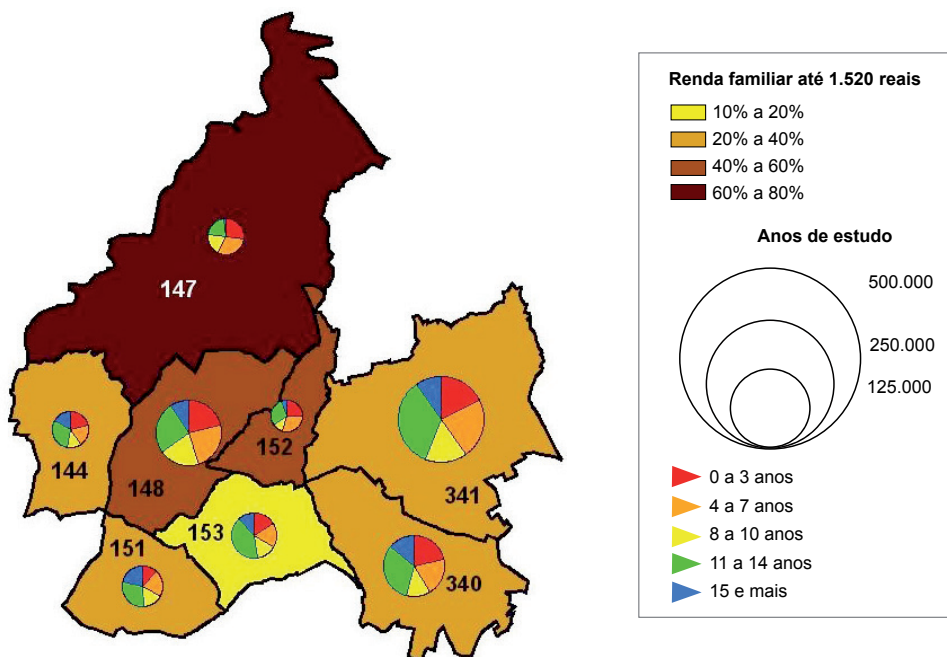 147
144
148
152
341
153
151
340
Renda familiar até 1.520 reais
10% a 20%
20% a 40%
40% a 60%
60% a 80%
Anos de estudo
500.000
250.000
125.000
0 a 3 anos
4 a 7 anos
8 a 10 anos
11 a 14 anos
15 e mais